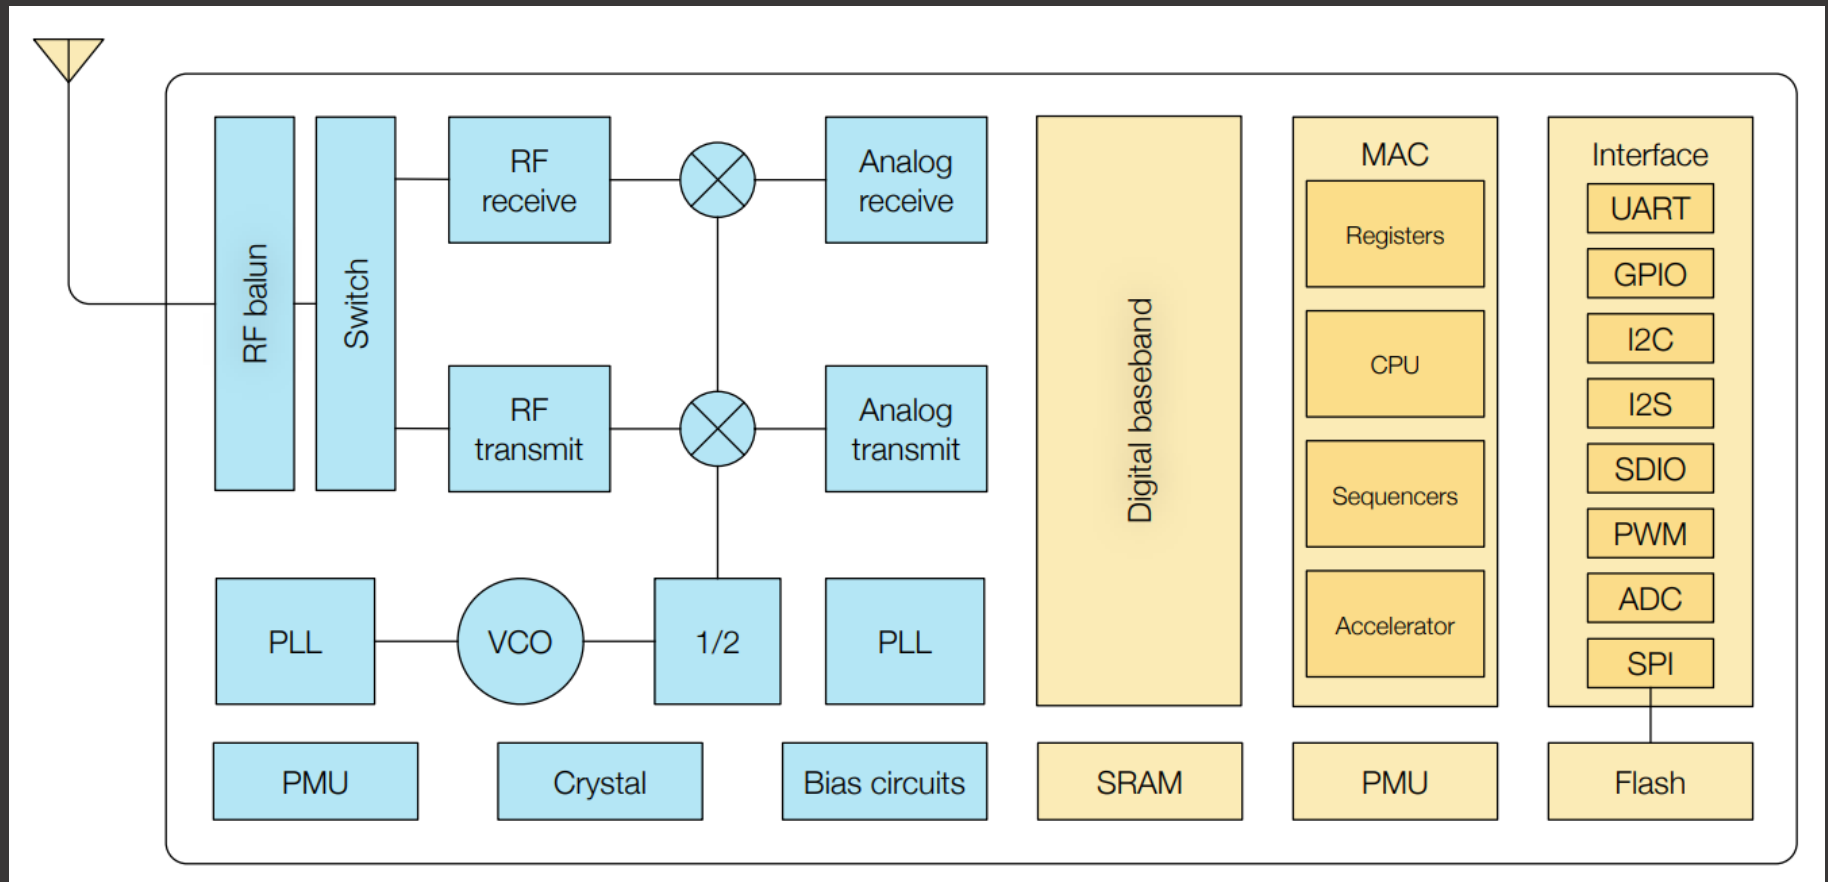 RF balun
Switch
RF
receive
Analog
receive
RF
transmit
Analog
transmit
PLL
VCO
1/2
PLL
PMU
Crystal
Bias circuits
Digital baseband
SRAM
MAC
Registers
CPU
Sequencers
Accelerator
PMU
Interface
UART
GPIO
I2C
I2S
SDIO
PWM
ADC
SPI
Flash